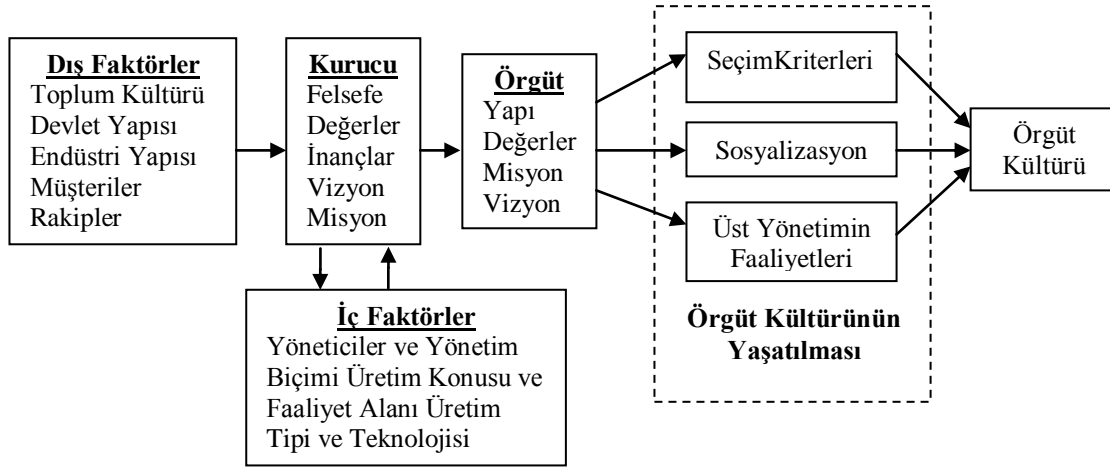 Dış Faktörler
Toplum Kültürü
Devlet Yapısı
Endüstri Yapısı
Müşteriler
Rakipler
Kurucu
Felsefe
Değerler
İnançlar
Vizyon
Misyon
İç Faktörler
Yöneticiler ve Yönetim
Biçimi Üretim Konusu ve
Faaliyet Alanı Üretim
Tipi ve Teknolojisi
Örgüt
Yapı
Değerler
Misyon
Vizyon
SeçimKriterleri
Sosyalizasyon
Üst Yönetimin
Faaliyetleri
Örgüt Kültürünün
Yaşatılması
Örgüt
Kültürü